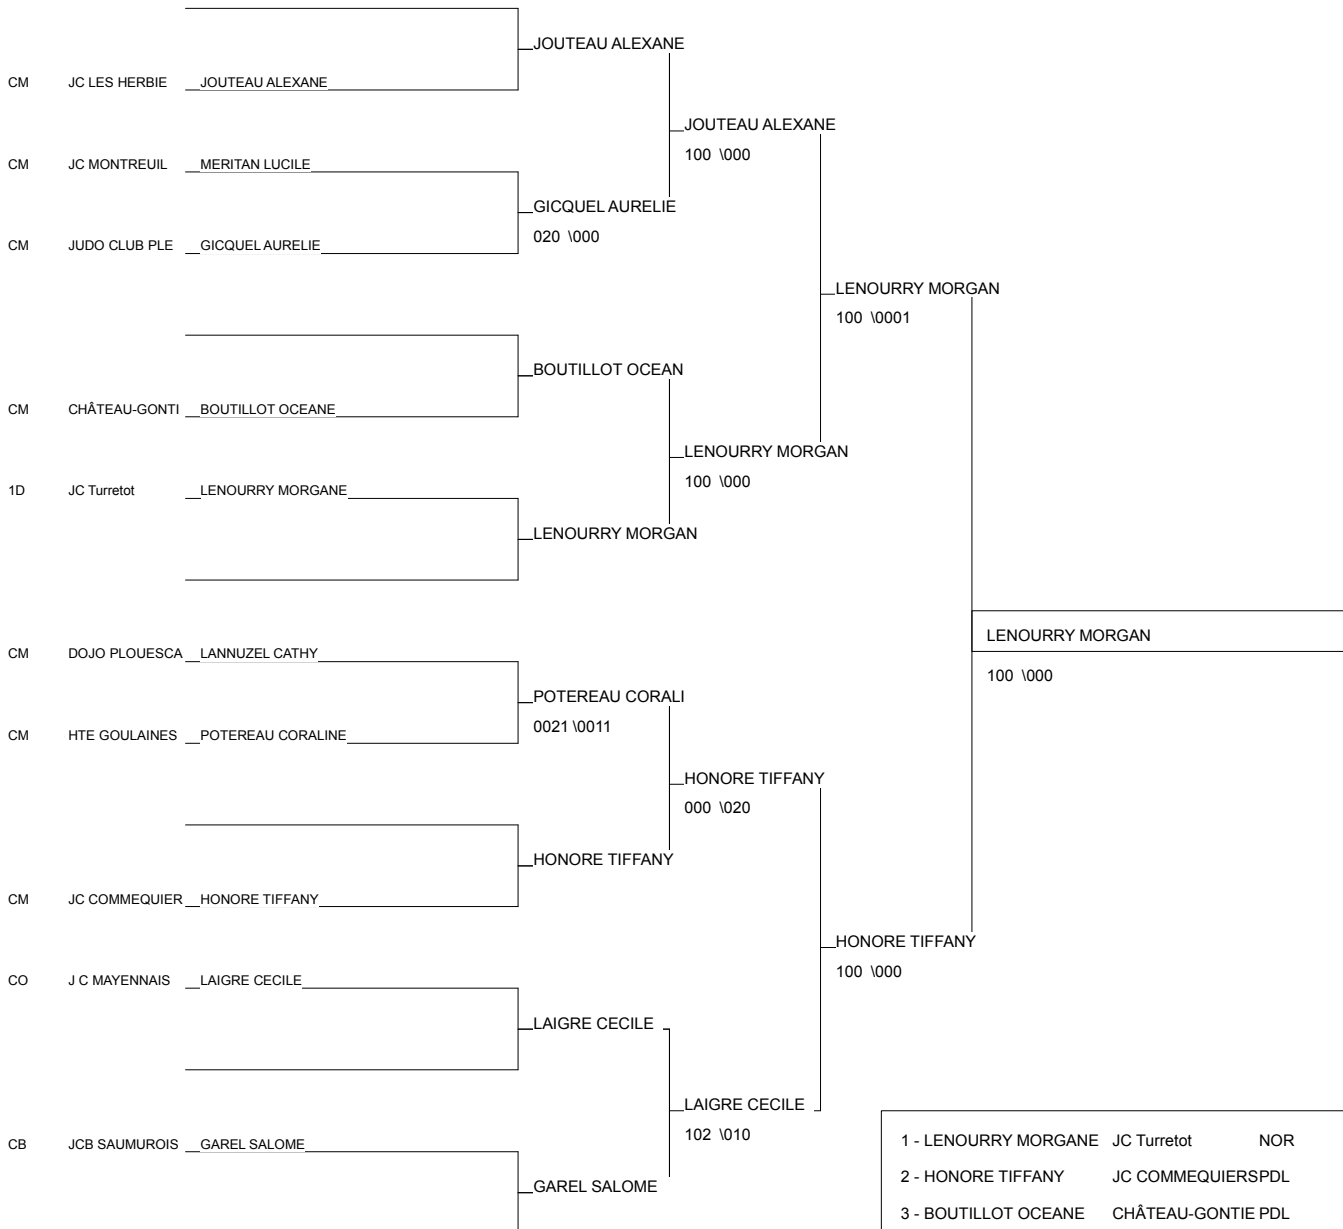 JOUTEAU ALEXANE
CM JC LES HERBIE JOUTEAU ALEXANE
JOUTEAU ALEXANE
100 \000
CM JC MONTREUIL MERITAN LUCILE
GICQUEL AURELIE
020 \000
CM JUDO CLUB PLE GICQUEL AURELIE
LENOURRY MORGAN
100 \0001
BOUTILLOT OCEAN
CM CHÂTEAU-GONTI BOUTILLOT OCEANE
LENOURRY MORGAN
100 \000
1D JC Turretot LENOURRY MORGANE
LENOURRY MORGAN
LENOURRY MORGAN
100 \000
CM DOJO PLOUESCA LANNUZEL CATHY
POTEREAU CORALI
0021 \0011
CM HTE GOULAINES POTEREAU CORALINE
HONORE TIFFANY
000 \020
HONORE TIFFANY
CM JC COMMEQUIER HONORE TIFFANY
HONORE TIFFANY
100 \000
CO J C MAYENNAIS LAIGRE CECILE
LAIGRE CECILE
LAIGRE CECILE
102 \010
CB JCB SAUMUROIS GAREL SALOME
GAREL SALOME
1 - LENOURRY MORGANE JC Turretot NOR
2 - HONORE TIFFANY JC COMMEQUIERSPDL
3 - BOUTILLOT OCEANE CHÂTEAU-GONTIE PDL